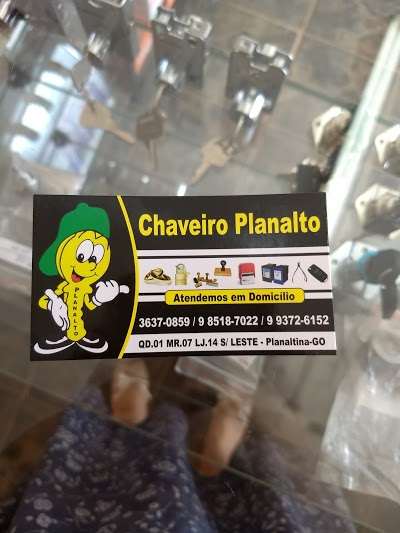 Chaveiro Planalto
Atendemos em Domicílio
3637-0859 / 9 8518-7022 / 9 9372-6152
QD.01 MR.07 LJ.14 S/ LESTE - Planaltina-GO
PLANALTO